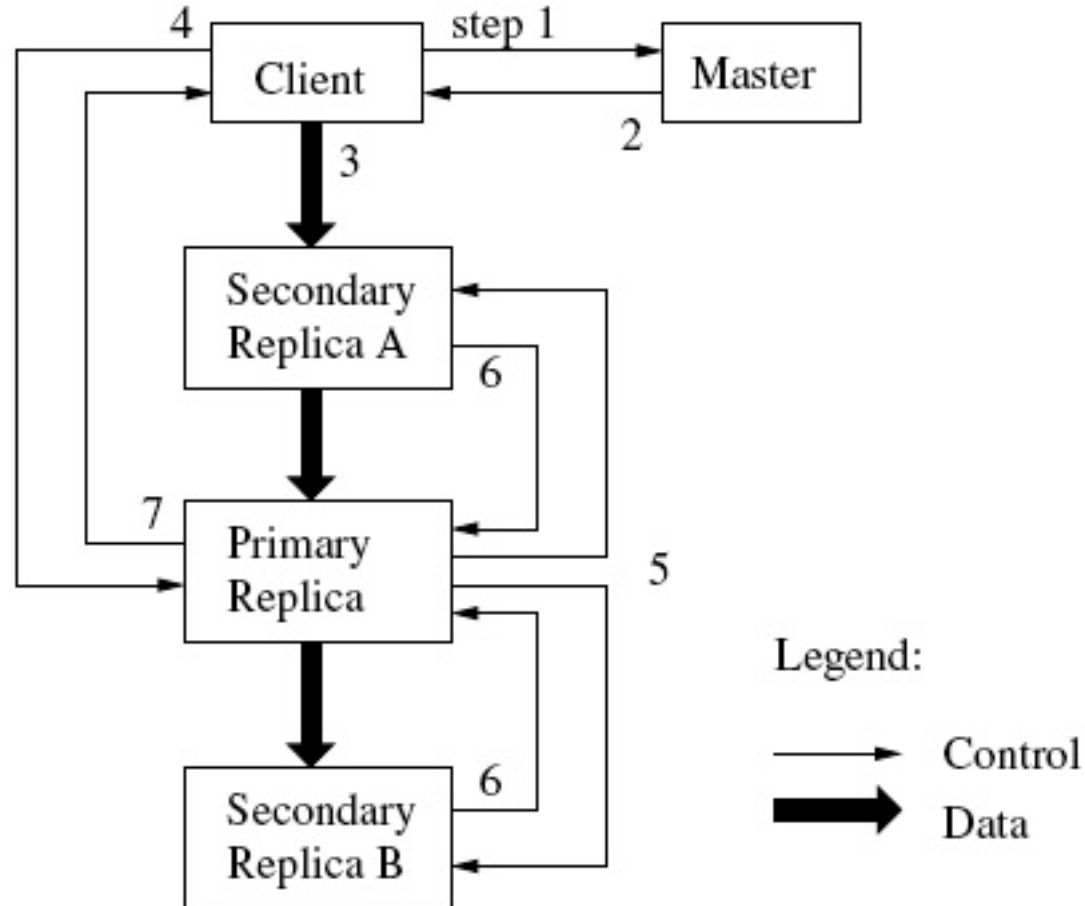 4
step 1
Client
Master
2
3
Secondary
Replica A
6
7
Primary
Replica
5
Legend:
Control
6
Secondary
Replica B
Data